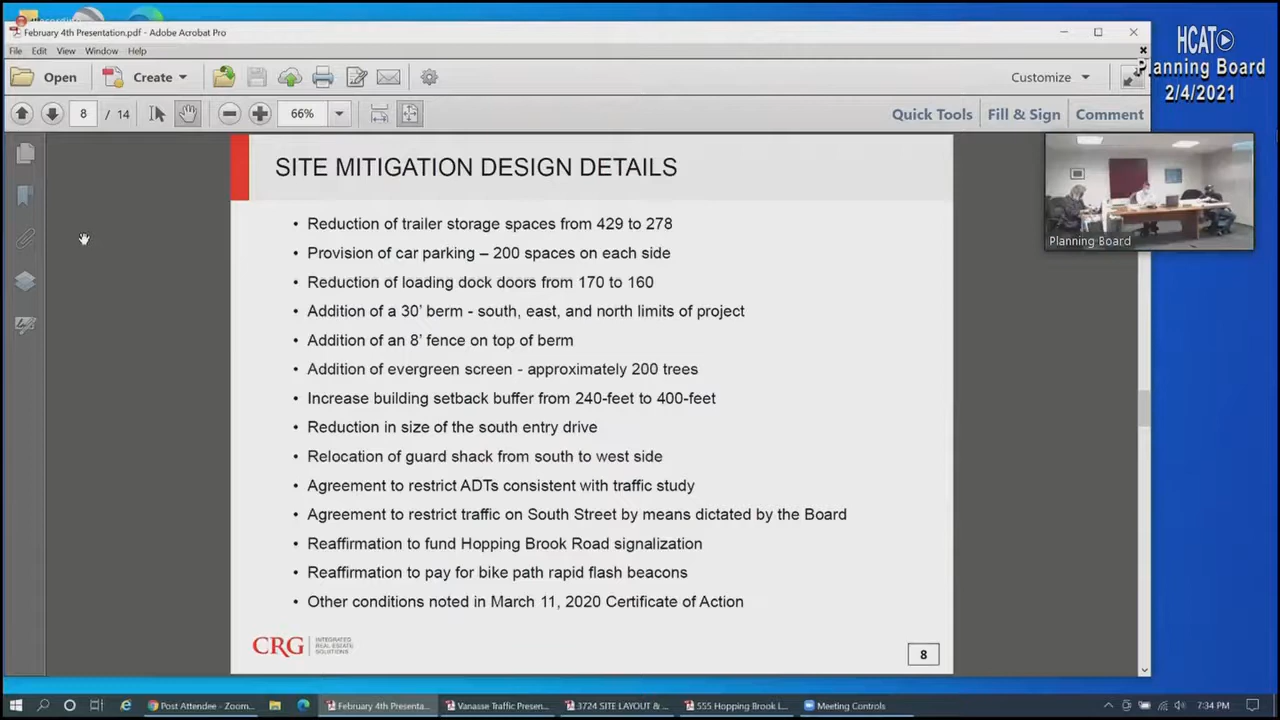 Recording
February 4th Presentation.pdf - Adobe Acrobat Pro
HCAT
Planning Board
2/4/2021
File Edit View Window Help
Open Create Customize
8 / 14 66% Quick Tools Fill & Sign Comment
SITE MITIGATION DESIGN DETAILS
• Reduction of trailer storage spaces from 429 to 278
• Provision of car parking – 200 spaces on each side
• Reduction of loading dock doors from 170 to 160
• Addition of a 30' berm - south, east, and north limits of project
• Addition of an 8' fence on top of berm
• Addition of evergreen screen - approximately 200 trees
• Increase building setback buffer from 240-feet to 400-feet
• Reduction in size of the south entry drive
• Relocation of guard shack from south to west side
• Agreement to restrict ADTs consistent with traffic study
• Agreement to restrict traffic on South Street by means dictated by the Board
• Reaffirmation to fund Hopping Brook Road signalization
• Reaffirmation to pay for bike path rapid flash beacons
• Other conditions noted in March 11, 2020 Certificate of Action
Planning Board
CRG
INTEGRATED
REAL ESTATE
SOLUTIONS
8
Post Attendee - Zoom... February 4th Presenta... Vanasse Traffic Presen... 3724 SITE LAYOUT & ... 555 Hopping Brook L... Meeting Controls 7:34 PM